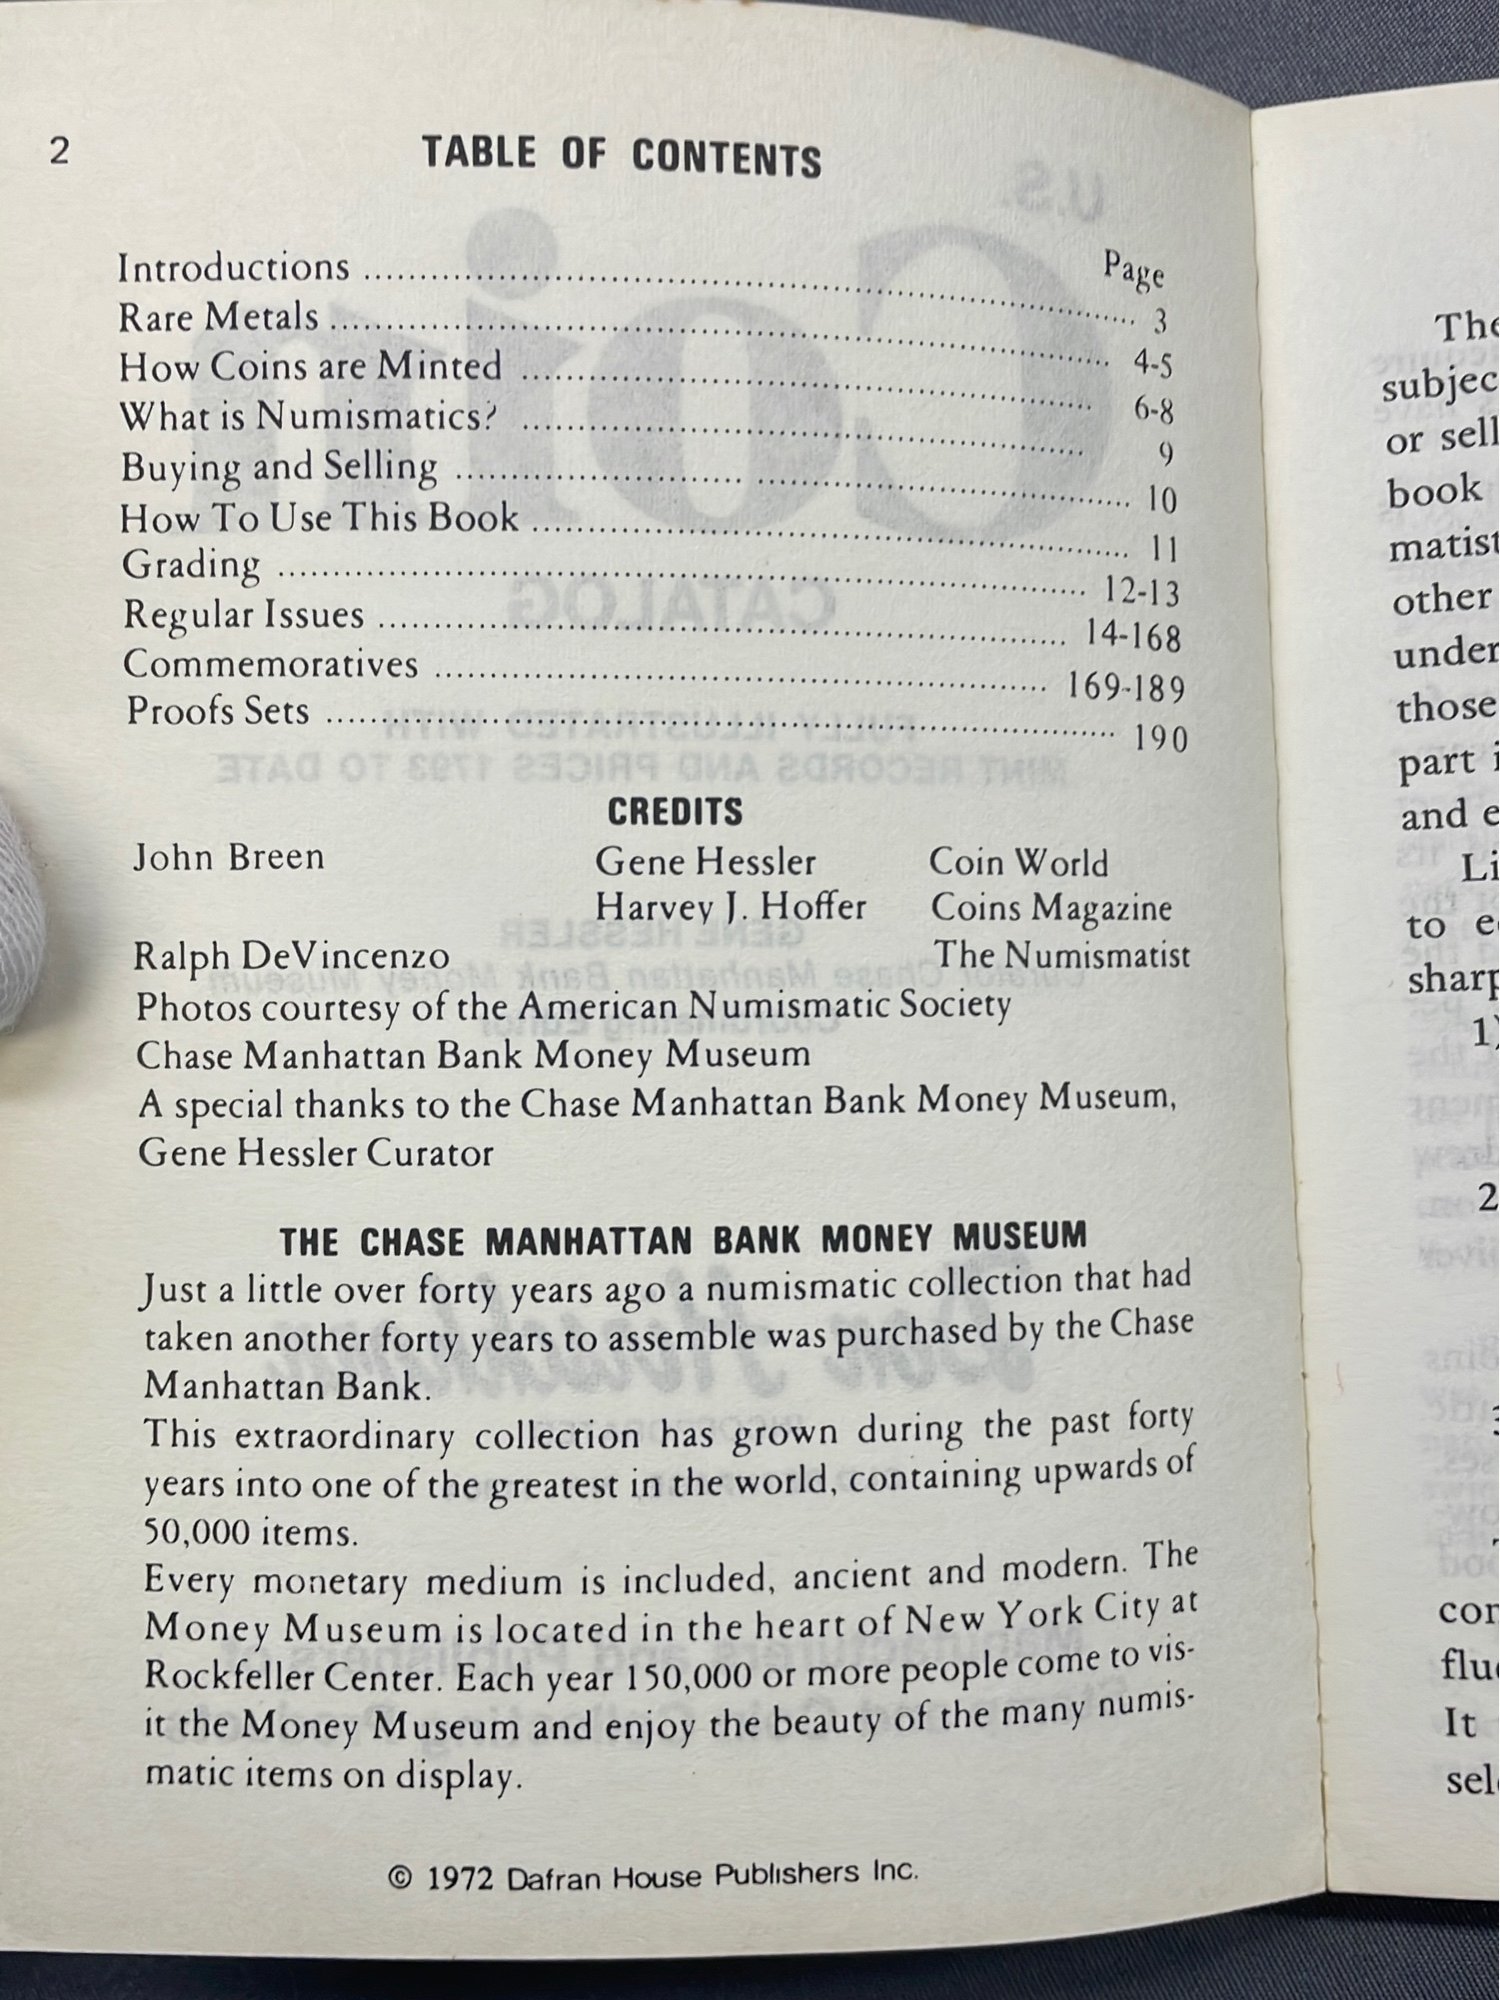 2
TABLE OF CONTENTS
Page
Introductions ........ 3
Rare Metals ........ 4-5
How Coins are Minted ........ 6-8
What is Numismatics? ........ 9
Buying and Selling ........ 10
How To Use This Book ........ 11
Grading ........ 12-13
Regular Issues ........ 14-168
Commemoratives ........ 169-189
Proofs Sets ........ 190
CREDITS
John Breen Gene Hessler Coin World
Harvey J. Hoffer Coins Magazine
Ralph DeVincenzo The Numismatist
Photos courtesy of the American Numismatic Society
Chase Manhattan Bank Money Museum
A special thanks to the Chase Manhattan Bank Money Museum,
Gene Hessler Curator
THE CHASE MANHATTAN BANK MONEY MUSEUM
Just a little over forty years ago a numismatic collection that had
taken another forty years to assemble was purchased by the Chase
Manhattan Bank.
This extraordinary collection has grown during the past forty
years into one of the greatest in the world, containing upwards of
50,000 items.
Every monetary medium is included, ancient and modern. The
Money Museum is located in the heart of New York City at
Rockfeller Center. Each year 150,000 or more people come to vis-
it the Money Museum and enjoy the beauty of the many numis-
matic items on display.
© 1972 Dafran House Publishers Inc.
The
subjec
or sell
book
matist
other
under
those
part i
and e
Li
to e
sharp
1)
2
3
con
flu
It
sel